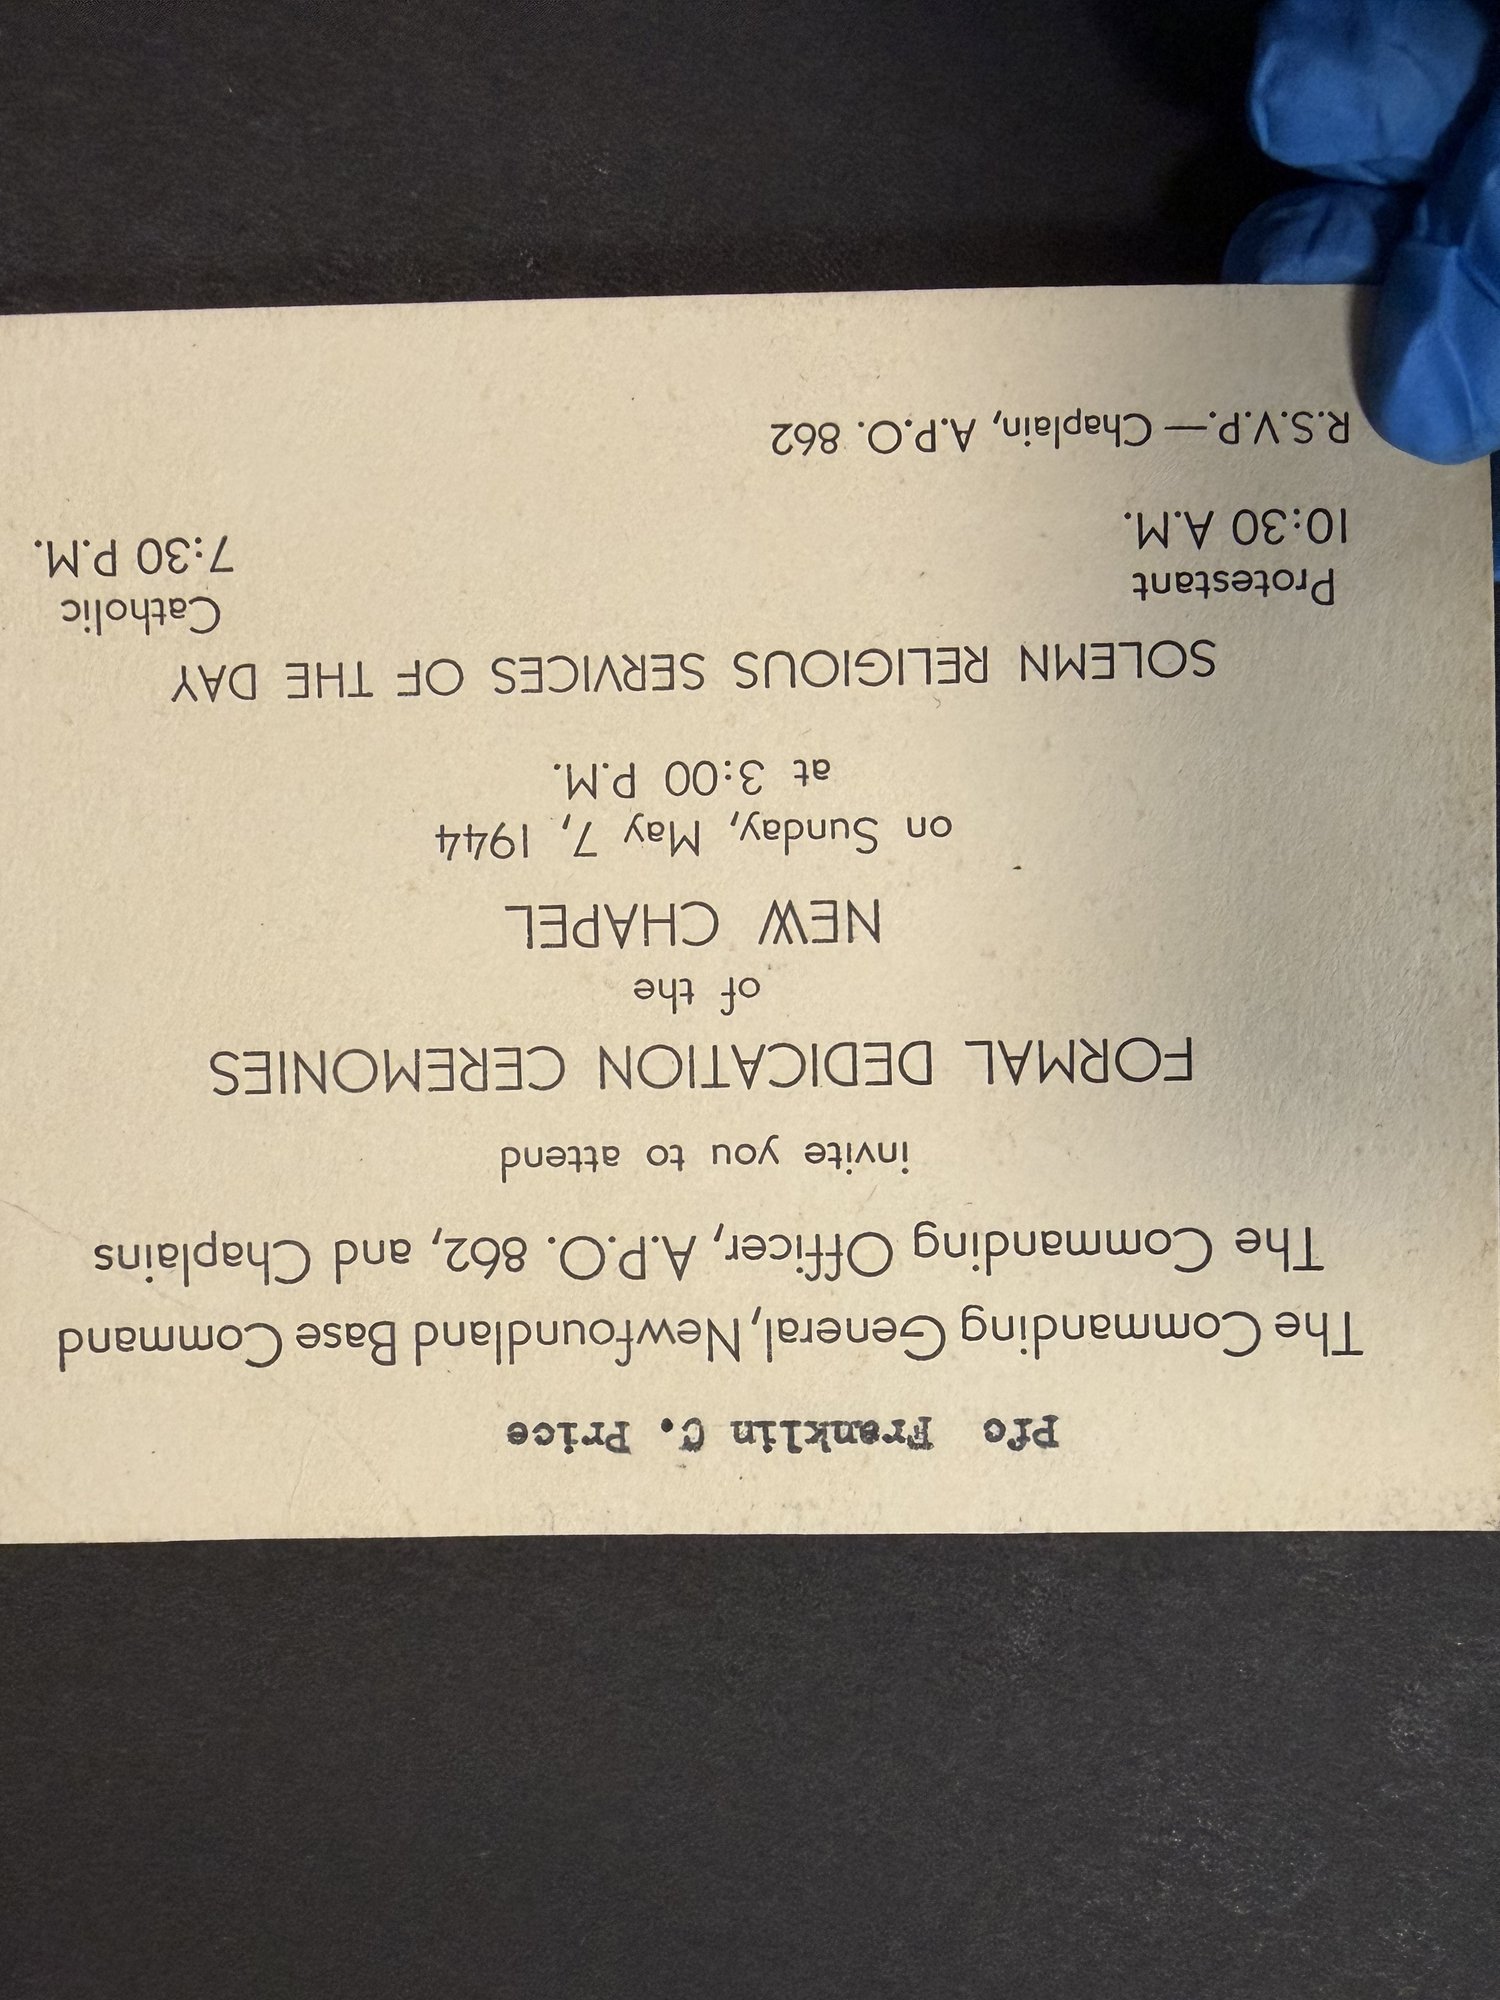 Pfc Franklin C. Price
The Commanding General, Newfoundland Base Command
The Commanding Officer, A.P.O. 862, and Chaplains
invite you to attend
FORMAL DEDICATION CEREMONIES
of the
NEW CHAPEL
on Sunday, May 7, 1944
at 3:00 P.M.
SOLEMN RELIGIOUS SERVICES OF THE DAY
Protestant Catholic
10:30 A.M. 7:30 P.M.
R.S.V.P.—Chaplain, A.P.O. 862